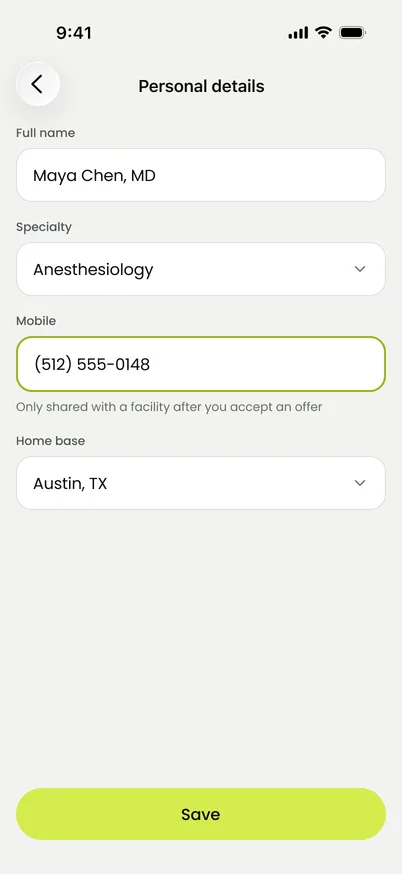 9:41
Personal details
Full name
Maya Chen, MD
Specialty
Anesthesiology
Mobile
(512) 555-0148
Only shared with a facility after you accept an offer
Home base
Austin, TX
Save